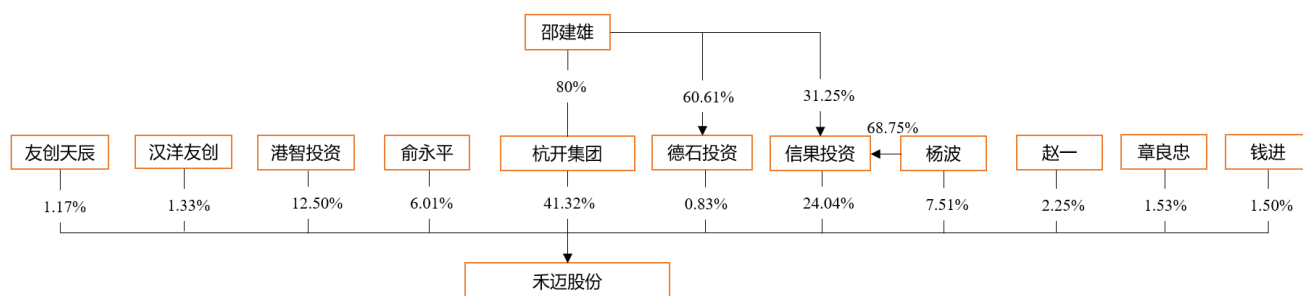 邵建雄
80%
60.61%
31.25%
68.75%
友创天辰
汉洋友创
港智投资
俞永平
杭开集团
德石投资
信果投资
杨波
赵一
章良忠
钱进
1.17%
1.33%
12.50%
6.01%
41.32%
0.83%
24.04%
7.51%
2.25%
1.53%
1.50%
禾迈股份